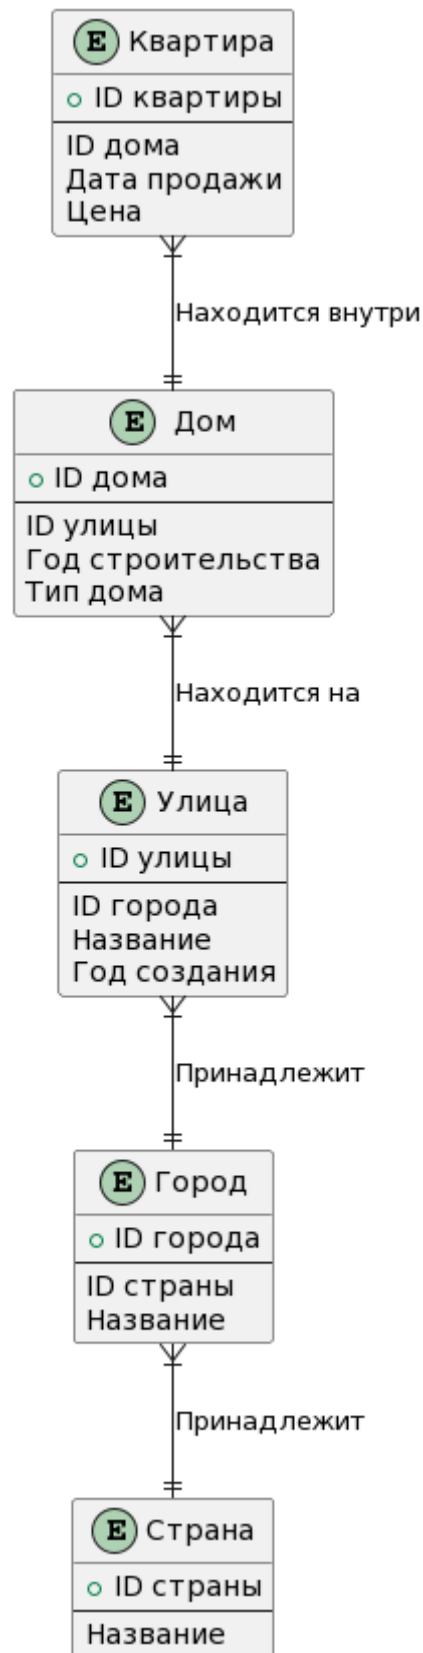 E Квартира
ID квартиры
ID дома
Дата продажи
Цена
Находится внутри
E Дом
ID дома
ID улицы
Год строительства
Тип дома
Находится на
E Улица
ID улицы
ID города
Название
Год создания
Принадлежит
E Город
ID города
ID страны
Название
Принадлежит
E Страна
ID страны
Название